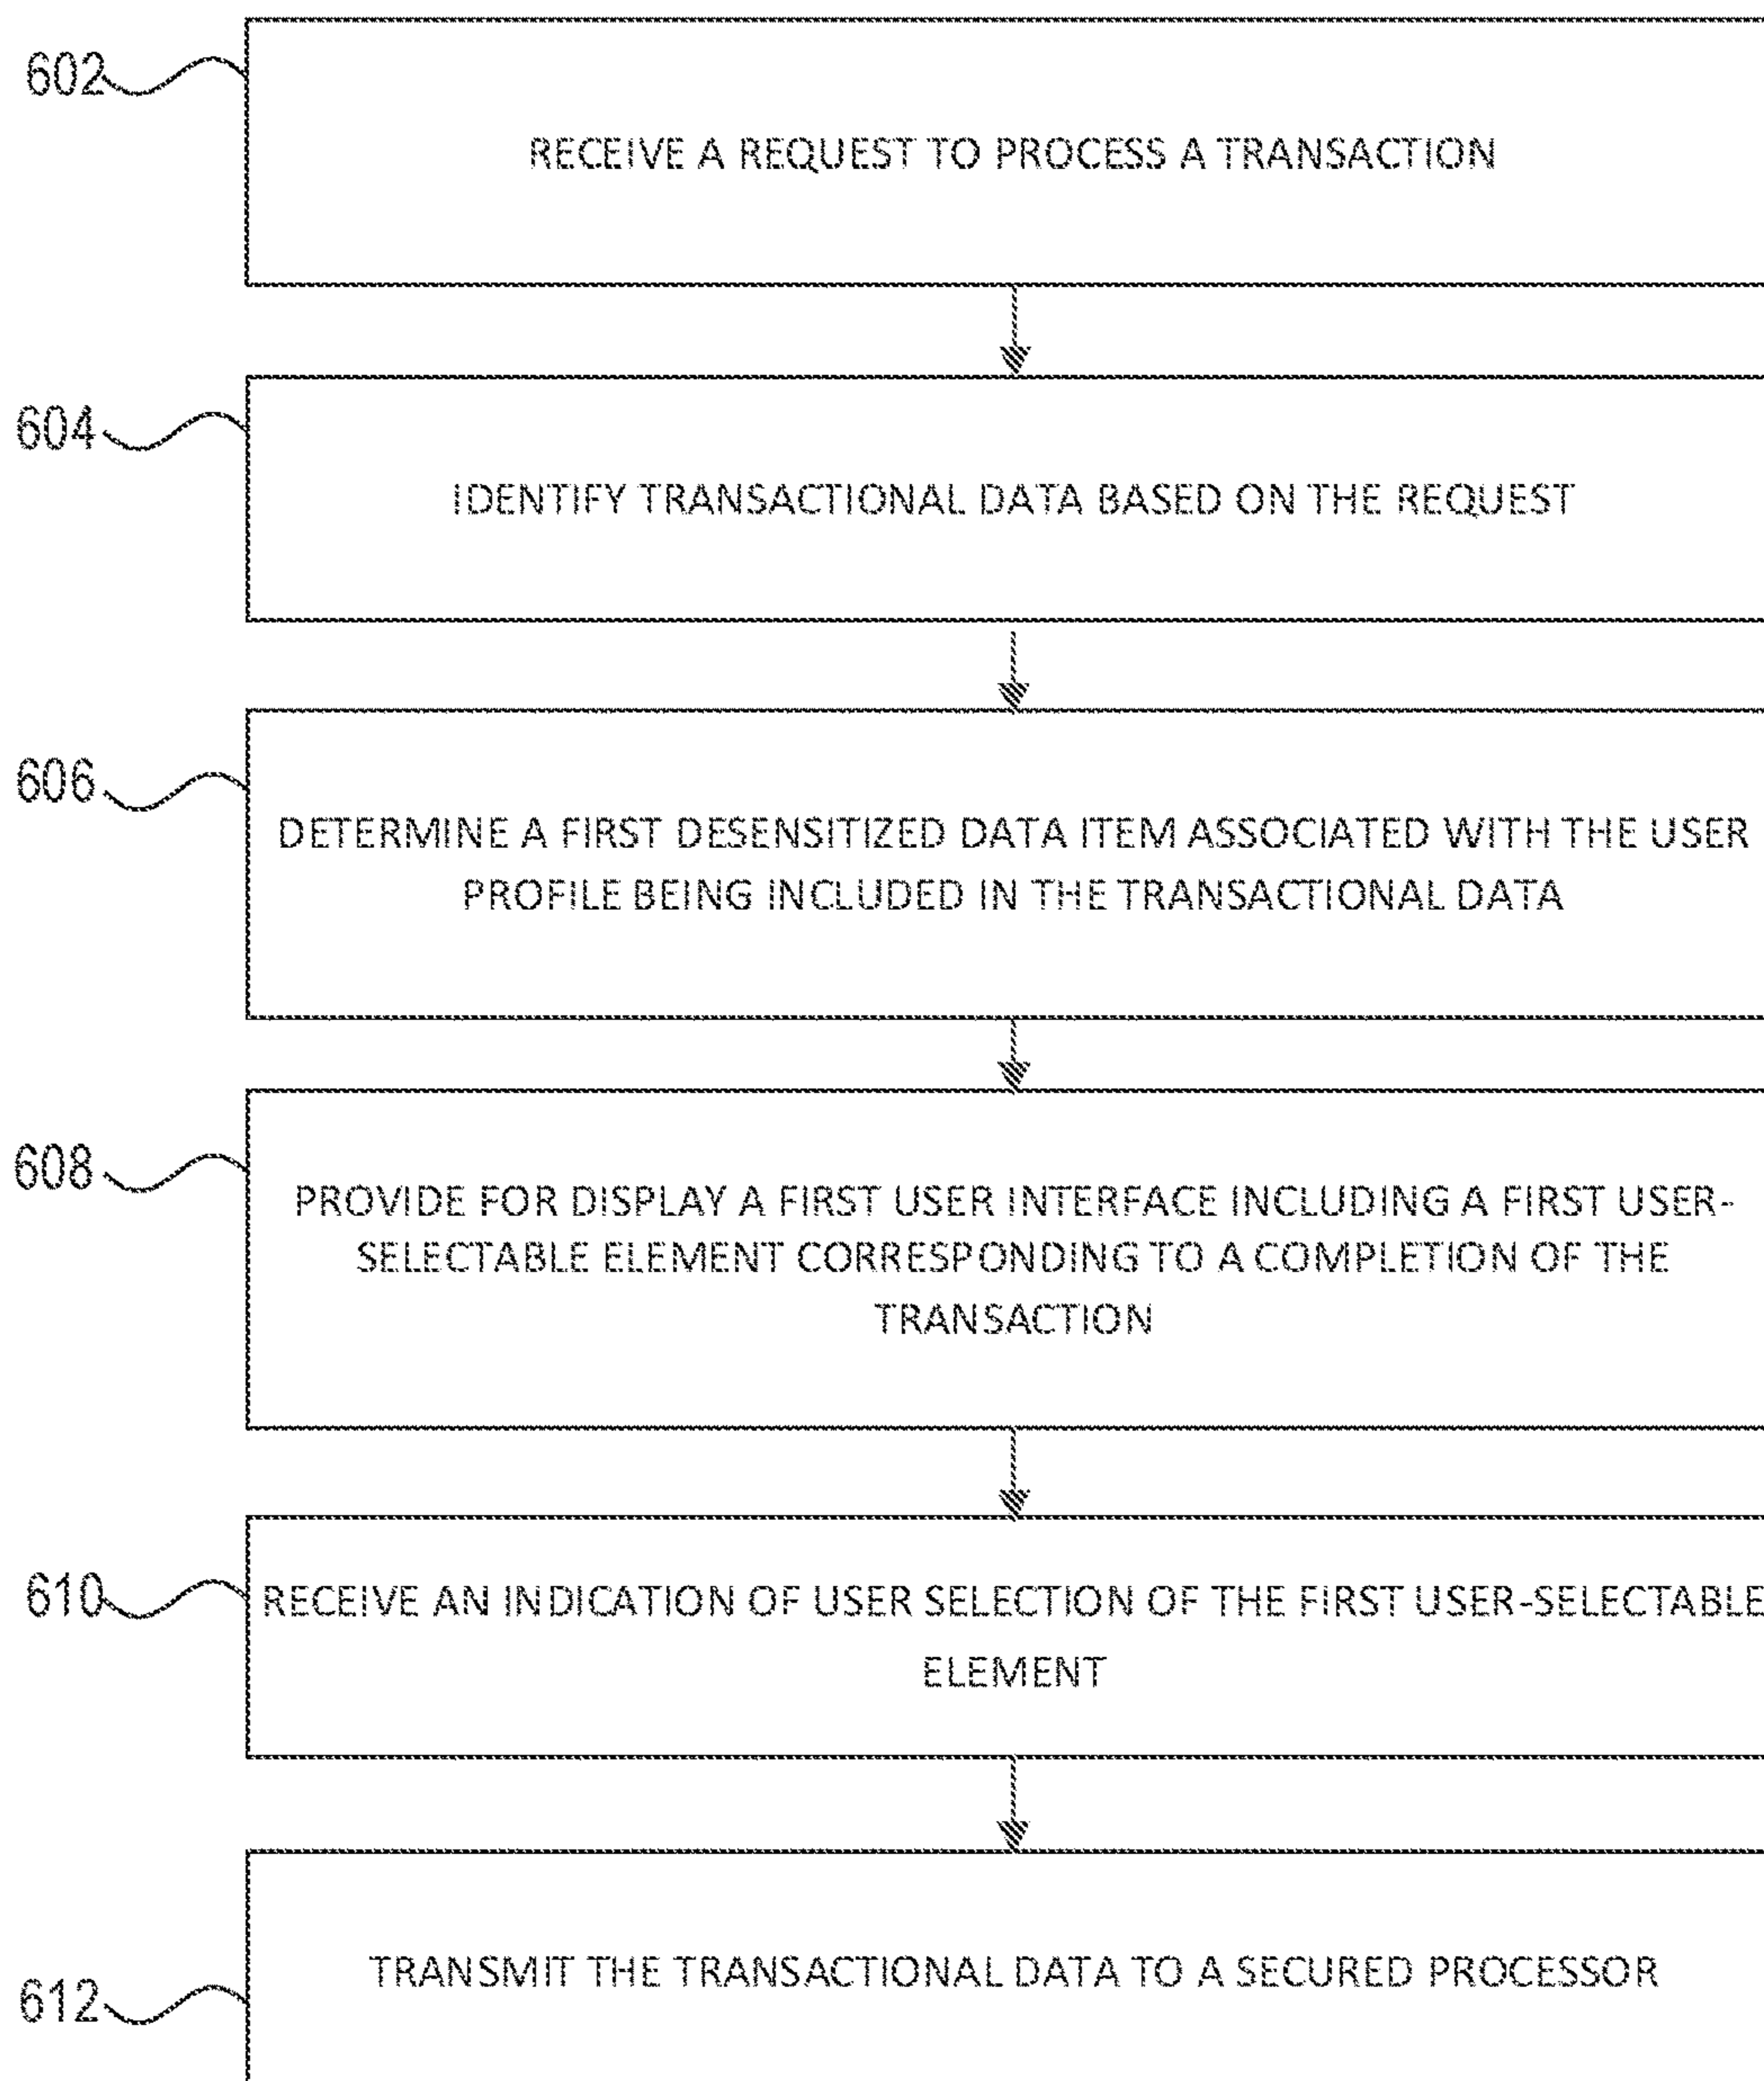 602
RECEIVE A REQUEST TO PROCESS A TRANSACTION
604
IDENTIFY TRANSACTIONAL DATA BASED ON THE REQUEST
606
DETERMINE A FIRST DESENSITIZED DATA ITEM ASSOCIATED WITH THE USER
PROFILE BEING INCLUDED IN THE TRANSACTIONAL DATA
608
PROVIDE FOR DISPLAY A FIRST USER INTERFACE INCLUDING A FIRST USER-
SELECTABLE ELEMENT CORRESPONDING TO A COMPLETION OF THE
TRANSACTION
610
RECEIVE AN INDICATION OF USER SELECTION OF THE FIRST USER-SELECTABLE
ELEMENT
612
TRANSMIT THE TRANSACTIONAL DATA TO A SECURED PROCESSOR